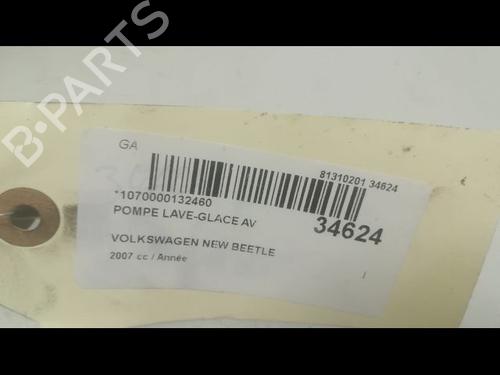 B-PARTS
GA
81310201 34624
*1070000132460
POMPE LAVE-GLACE AV
34624
VOLKSWAGEN NEW BEETLE
2007 cc / Année